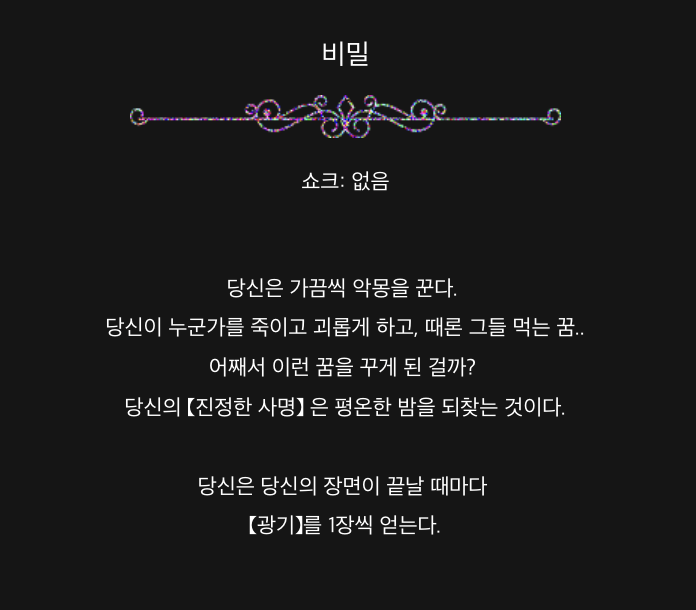 비밀
쇼크: 없음
당신은 가끔씩 악몽을 꾼다.
당신이 누군가를 죽이고 괴롭게 하고, 때론 그들 먹는 꿈..
어째서 이런 꿈을 꾸게 된 걸까?
당신의【진정한 사명】은 평온한 밤을 되찾는 것이다.
당신은 당신의 장면이 끝날 때마다
【광기】를 1장씩 얻는다.